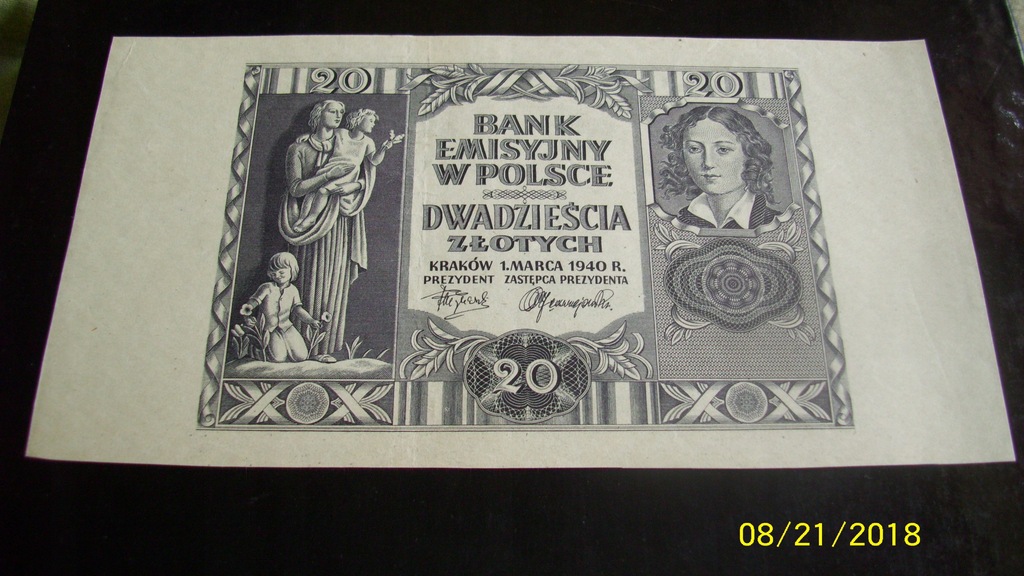 20 20
BANK
EMISYJNY
W POLSCE
DWADZIEŚCIA
ZŁOTYCH
KRAKÓW 1. MARCA 1940 R.
PREZYDENT ZASTĘPCA PREZYDENTA
20
08/21/2018